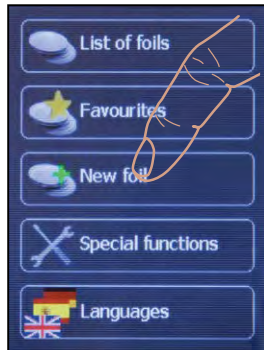 List of foils
Favourites
New foil
Special functions
Languages